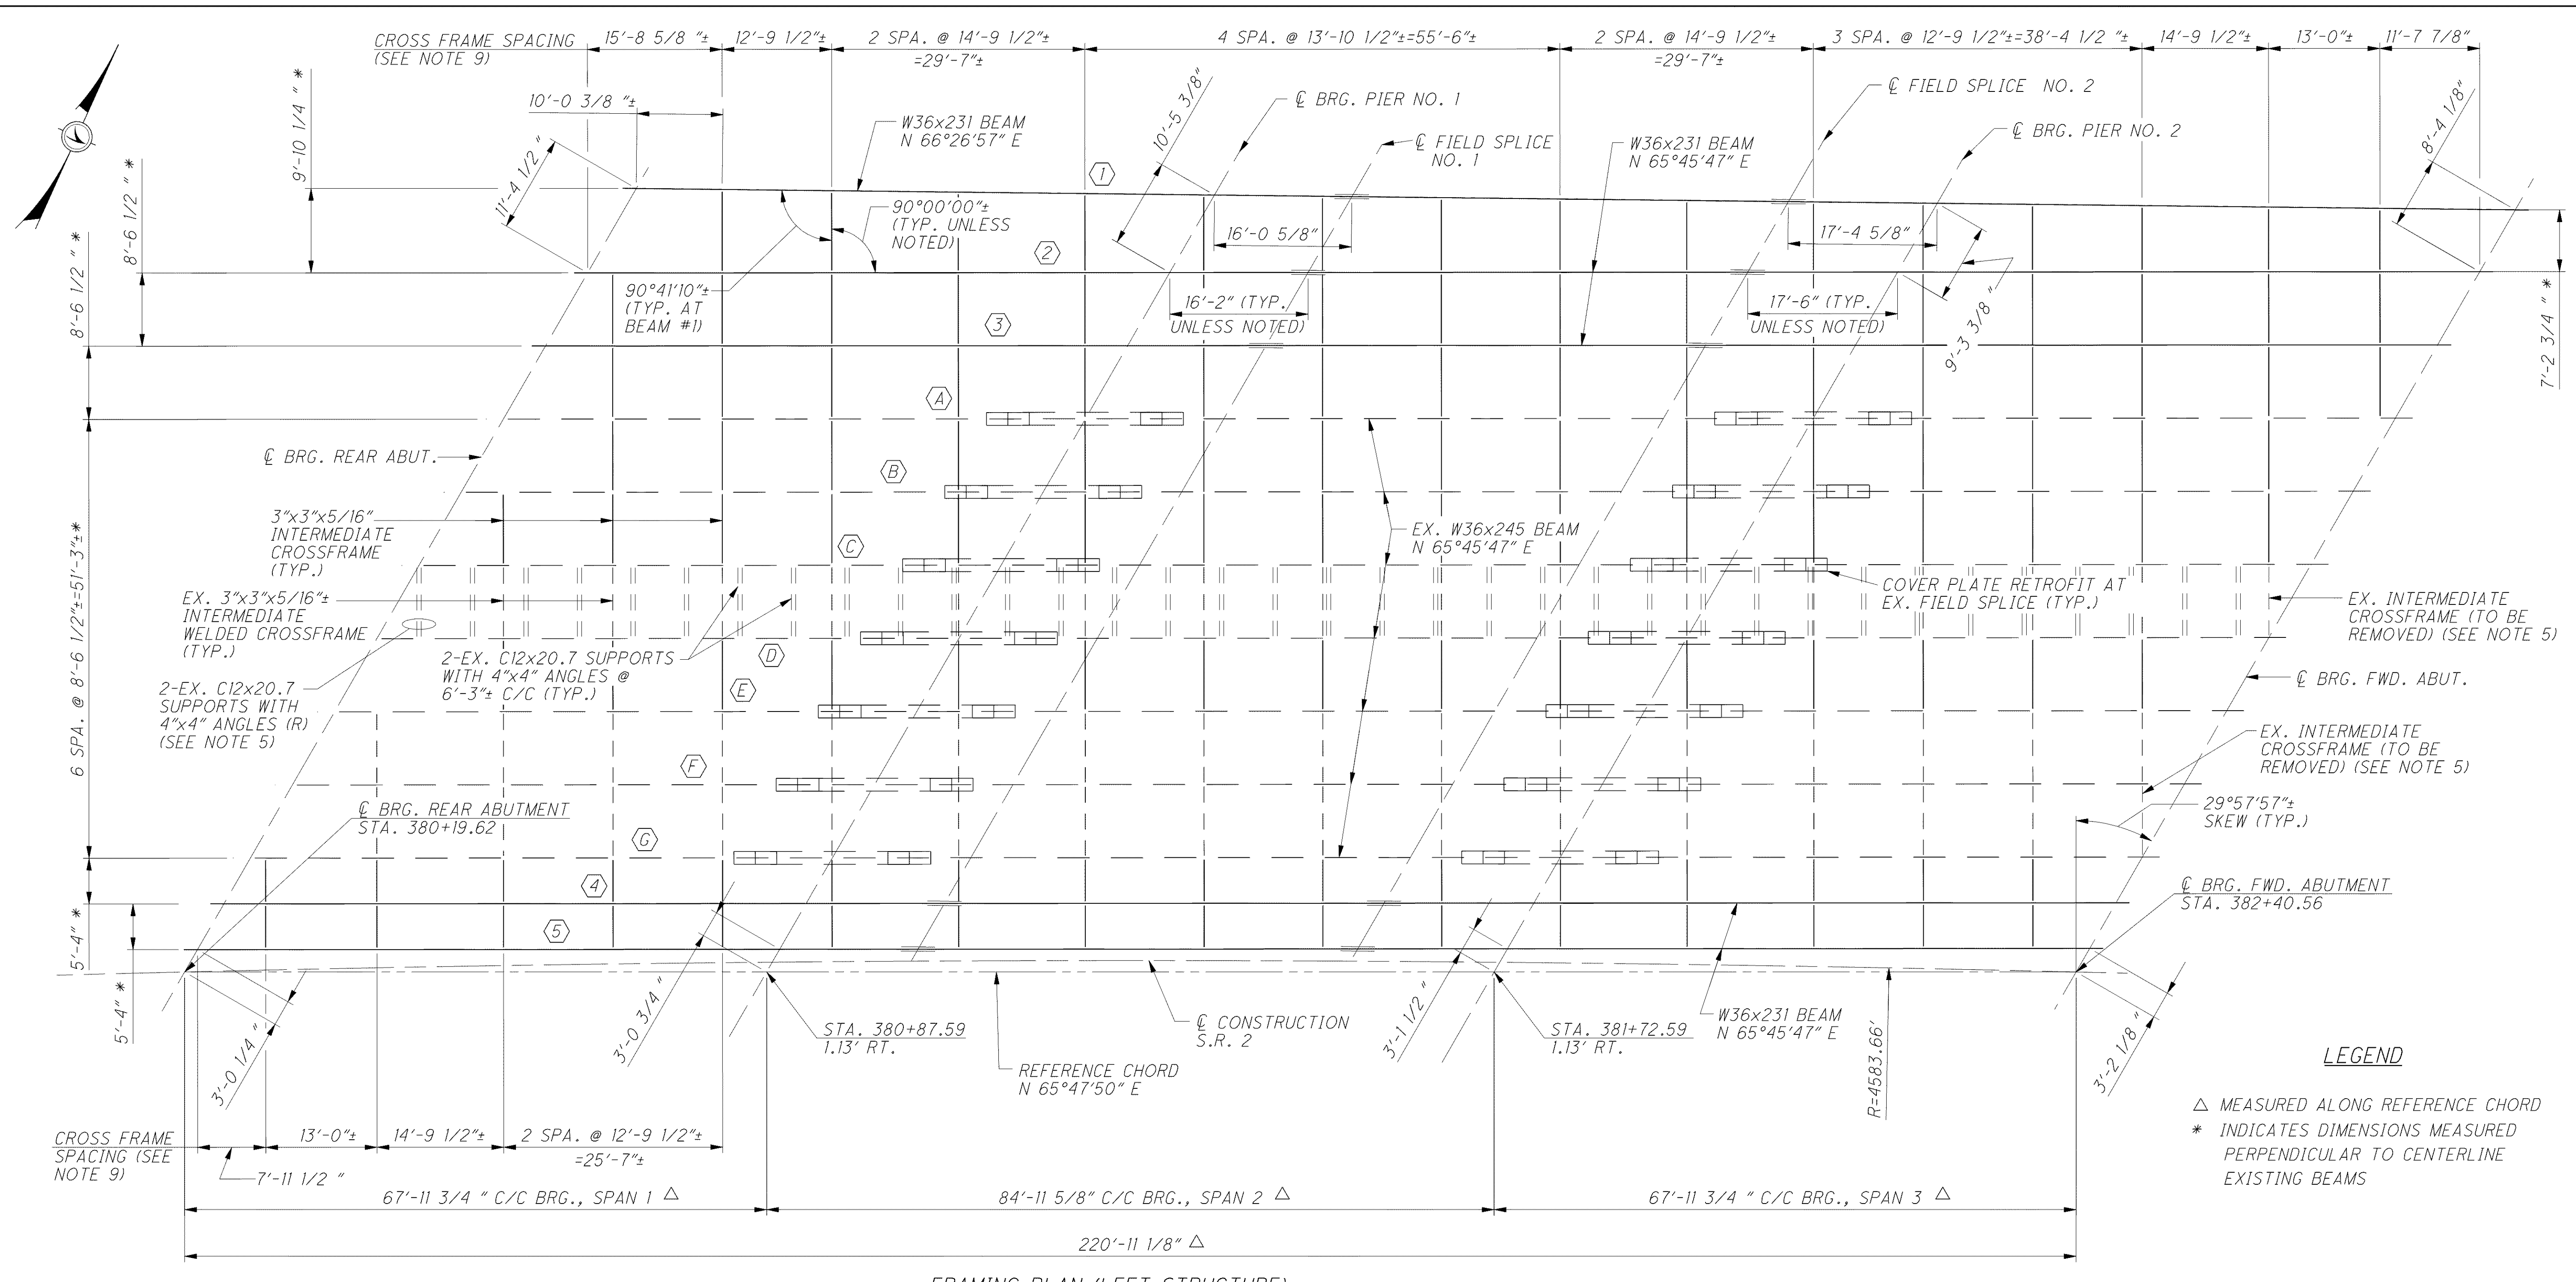 CROSS FRAME SPACING
(SEE NOTE 9)
15'-8 5/8 "±
12'-9 1/2"±
2 SPA. @ 14'-9 1/2"±
=29'-7"±
4 SPA. @ 13'-10 1/2"±=55'-6"±
2 SPA. @ 14'-9 1/2"±
=29'-7"±
3 SPA. @ 12'-9 1/2"±=38'-4 1/2 "±
14'-9 1/2"±
13'-0"±
11'-7 7/8"
10'-0 3/8 "±
9'-10 1/4 " *
8'-6 1/2 " *
8'-6 1/2 " *
11'-4 1/2 "
W36x231 BEAM
N 66°26'57" E
10'-5 3/8"
℄ BRG. PIER NO. 1
℄ FIELD SPLICE
NO. 1
W36x231 BEAM
N 65°45'47" E
℄ FIELD SPLICE NO. 2
℄ BRG. PIER NO. 2
8'-4 1/8"
7'-2 3/4 " *
1
90°00'00"±
(TYP. UNLESS
NOTED)
90°41'10"±
(TYP. AT
BEAM #1)
2
16'-0 5/8"
17'-4 5/8"
16'-2" (TYP.
UNLESS NOTED)
17'-6" (TYP.
UNLESS NOTED)
9'-3 3/8 "
3
A
℄ BRG. REAR ABUT.
B
3"x3"x5/16"
INTERMEDIATE
CROSSFRAME
(TYP.)
C
EX. W36x245 BEAM
N 65°45'47" E
COVER PLATE RETROFIT AT
EX. FIELD SPLICE (TYP.)
EX. INTERMEDIATE
CROSSFRAME (TO BE
REMOVED) (SEE NOTE 5)
EX. 3"x3"x5/16"±
INTERMEDIATE
WELDED CROSSFRAME
(TYP.)
2-EX. C12x20.7 SUPPORTS
WITH 4"x4" ANGLES @
6'-3"± C/C (TYP.)
D
E
2-EX. C12x20.7
SUPPORTS WITH
4"x4" ANGLES (R)
(SEE NOTE 5)
6 SPA. @ 8'-6 1/2"±=51'-3"±*
℄ BRG. FWD. ABUT.
EX. INTERMEDIATE
CROSSFRAME (TO BE
REMOVED) (SEE NOTE 5)
F
℄ BRG. REAR ABUTMENT
STA. 380+19.62
29°57'57"±
SKEW (TYP.)
G
4
5
℄ BRG. FWD. ABUTMENT
STA. 382+40.56
5'-4" *
5'-4" *
3'-0 1/4 "
3'-0 3/4 "
STA. 380+87.59
1.13' RT.
REFERENCE CHORD
N 65°47'50" E
℄ CONSTRUCTION
S.R. 2
3'-1 1/2 "
STA. 381+72.59
1.13' RT.
W36x231 BEAM
N 65°45'47" E
R=4583.66'
3'-2 1/8 "
LEGEND
△ MEASURED ALONG REFERENCE CHORD
* INDICATES DIMENSIONS MEASURED
PERPENDICULAR TO CENTERLINE
EXISTING BEAMS
CROSS FRAME
SPACING (SEE
NOTE 9)
13'-0"±
14'-9 1/2"±
2 SPA. @ 12'-9 1/2"±
=25'-7"±
7'-11 1/2 "
67'-11 3/4 " C/C BRG., SPAN 1 △
84'-11 5/8" C/C BRG., SPAN 2 △
67'-11 3/4 " C/C BRG., SPAN 3 △
220'-11 1/8" △
FRAMING PLAN (LEFT STRUCTURE)